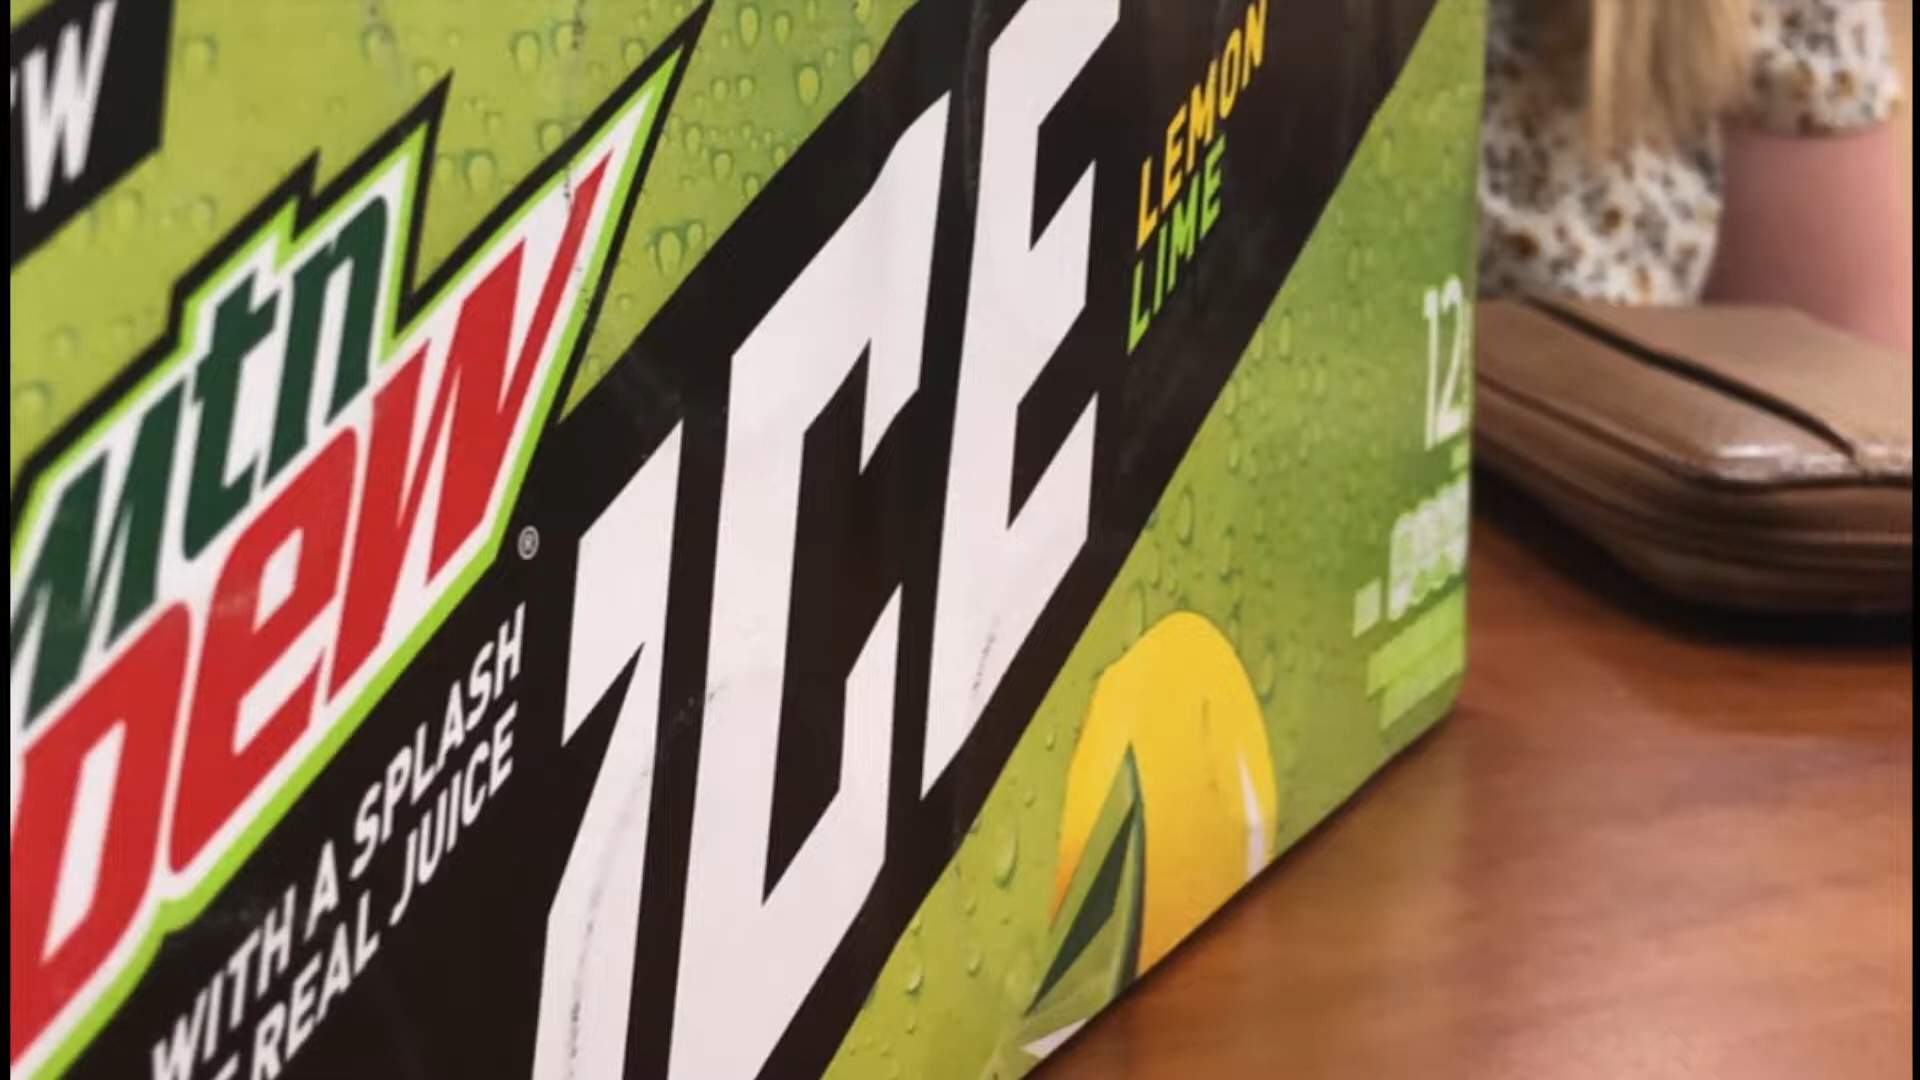 Mtn
Dew®
ICE
LEMON
LIME
WITH A SPLASH
REAL JUICE
12